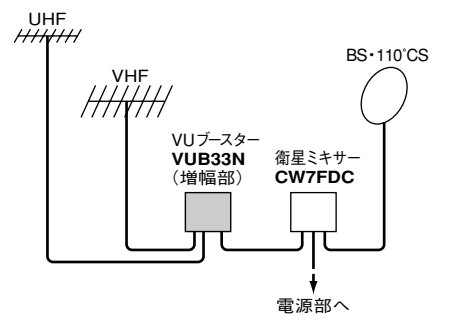 UHF
VHF
BS・110˚CS
VUブースター
VUB33N
（増幅部）
衛星ミキサー
CW7FDC
電源部へ